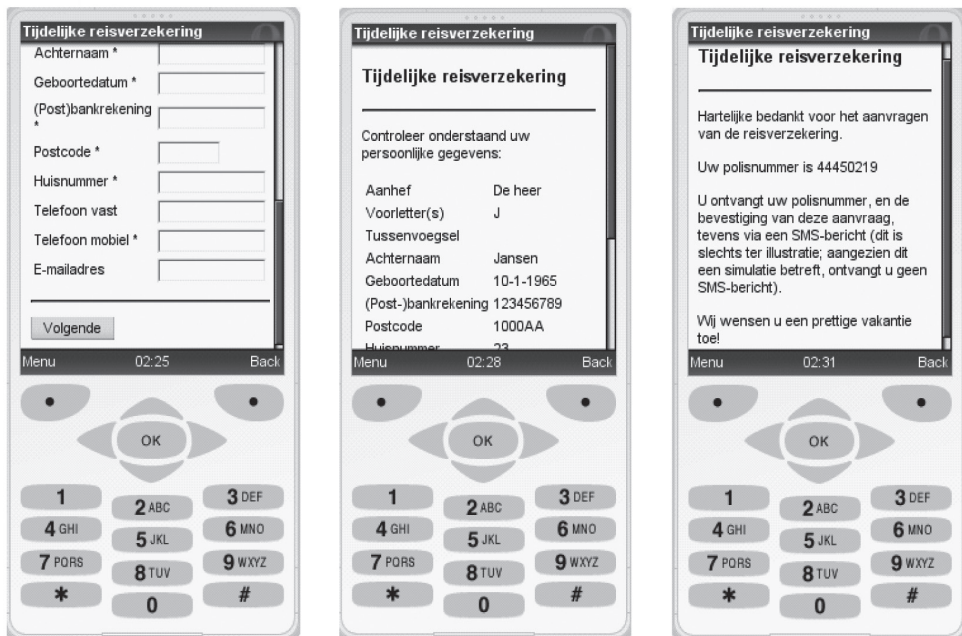 Tijdelijke reisverzekering
Achternaam *
Geboortedatum *
(Post)bankrekening
*
Postcode *
Huisnummer *
Telefoon vast
Telefoon mobiel *
E-mailadres
Volgende
Menu 02:25 Back
OK
1 2 ABC 3 DEF
4 GHI 5 JKL 6 MNO
7 PQRS 8 TUV 9 WXYZ
* 0 #
Tijdelijke reisverzekering
Tijdelijke reisverzekering
Controleer onderstaand uw
persoonlijke gegevens:
Aanhef De heer
Voorletter(s) J
Tussenvoegsel
Achternaam Jansen
Geboortedatum 10-1-1965
(Post-)bankrekening 123456789
Postcode 1000AA
Huisnummer 23
Menu 02:28 Back
OK
1 2 ABC 3 DEF
4 GHI 5 JKL 6 MNO
7 PQRS 8 TUV 9 WXYZ
* 0 #
Tijdelijke reisverzekering
Tijdelijke reisverzekering
Hartelijke bedankt voor het aanvragen
van de reisverzekering.
Uw polisnummer is 44450219
U ontvangt uw polisnummer, en de
bevestiging van deze aanvraag,
tevens via een SMS-bericht (dit is
slechts ter illustratie; aangezien dit
een simulatie betreft, ontvangt u geen
SMS-bericht).
Wij wensen u een prettige vakantie
toe!
Menu 02:31 Back
OK
1 2 ABC 3 DEF
4 GHI 5 JKL 6 MNO
7 PQRS 8 TUV 9 WXYZ
* 0 #